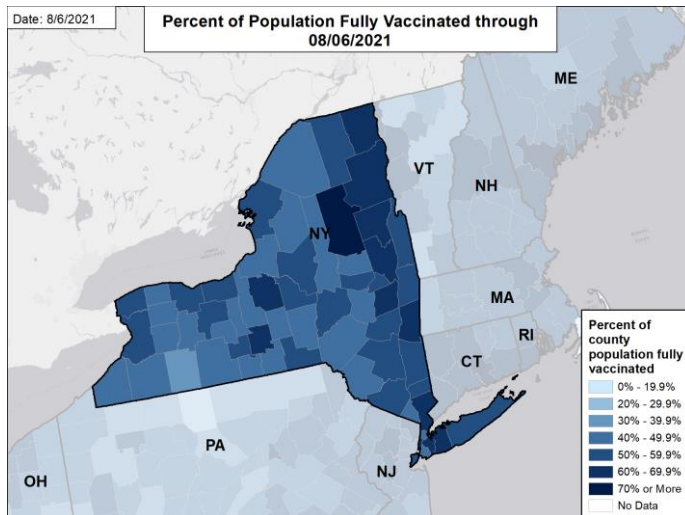 Date: 8/6/2021
Percent of Population Fully Vaccinated through
08/06/2021
ME
VT
NH
NY
MA
CT
RI
PA
NJ
OH
Percent of
county
population fully
vaccinated
0% - 19.9%
20% - 29.9%
30% - 39.9%
40% - 49.9%
50% - 59.9%
60% - 69.9%
70% or More
No Data